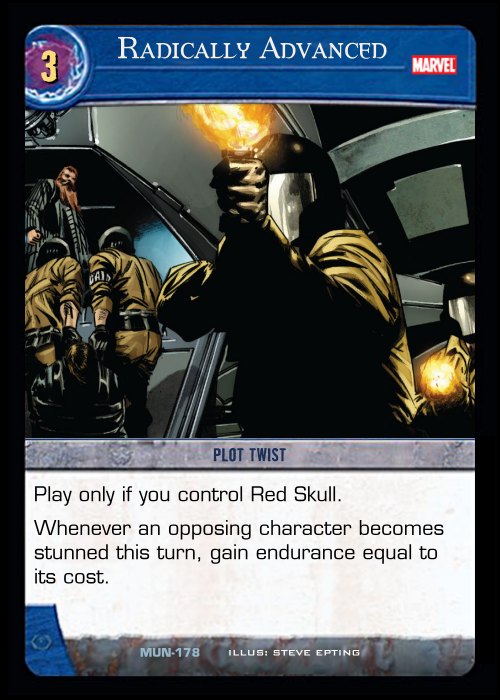 3
RADICALLY ADVANCED
MARVEL
PLOT TWIST
Play only if you control Red Skull.
Whenever an opposing character becomes
stunned this turn, gain endurance equal to
its cost.
MUN-178 ILLUS: STEVE EPTING